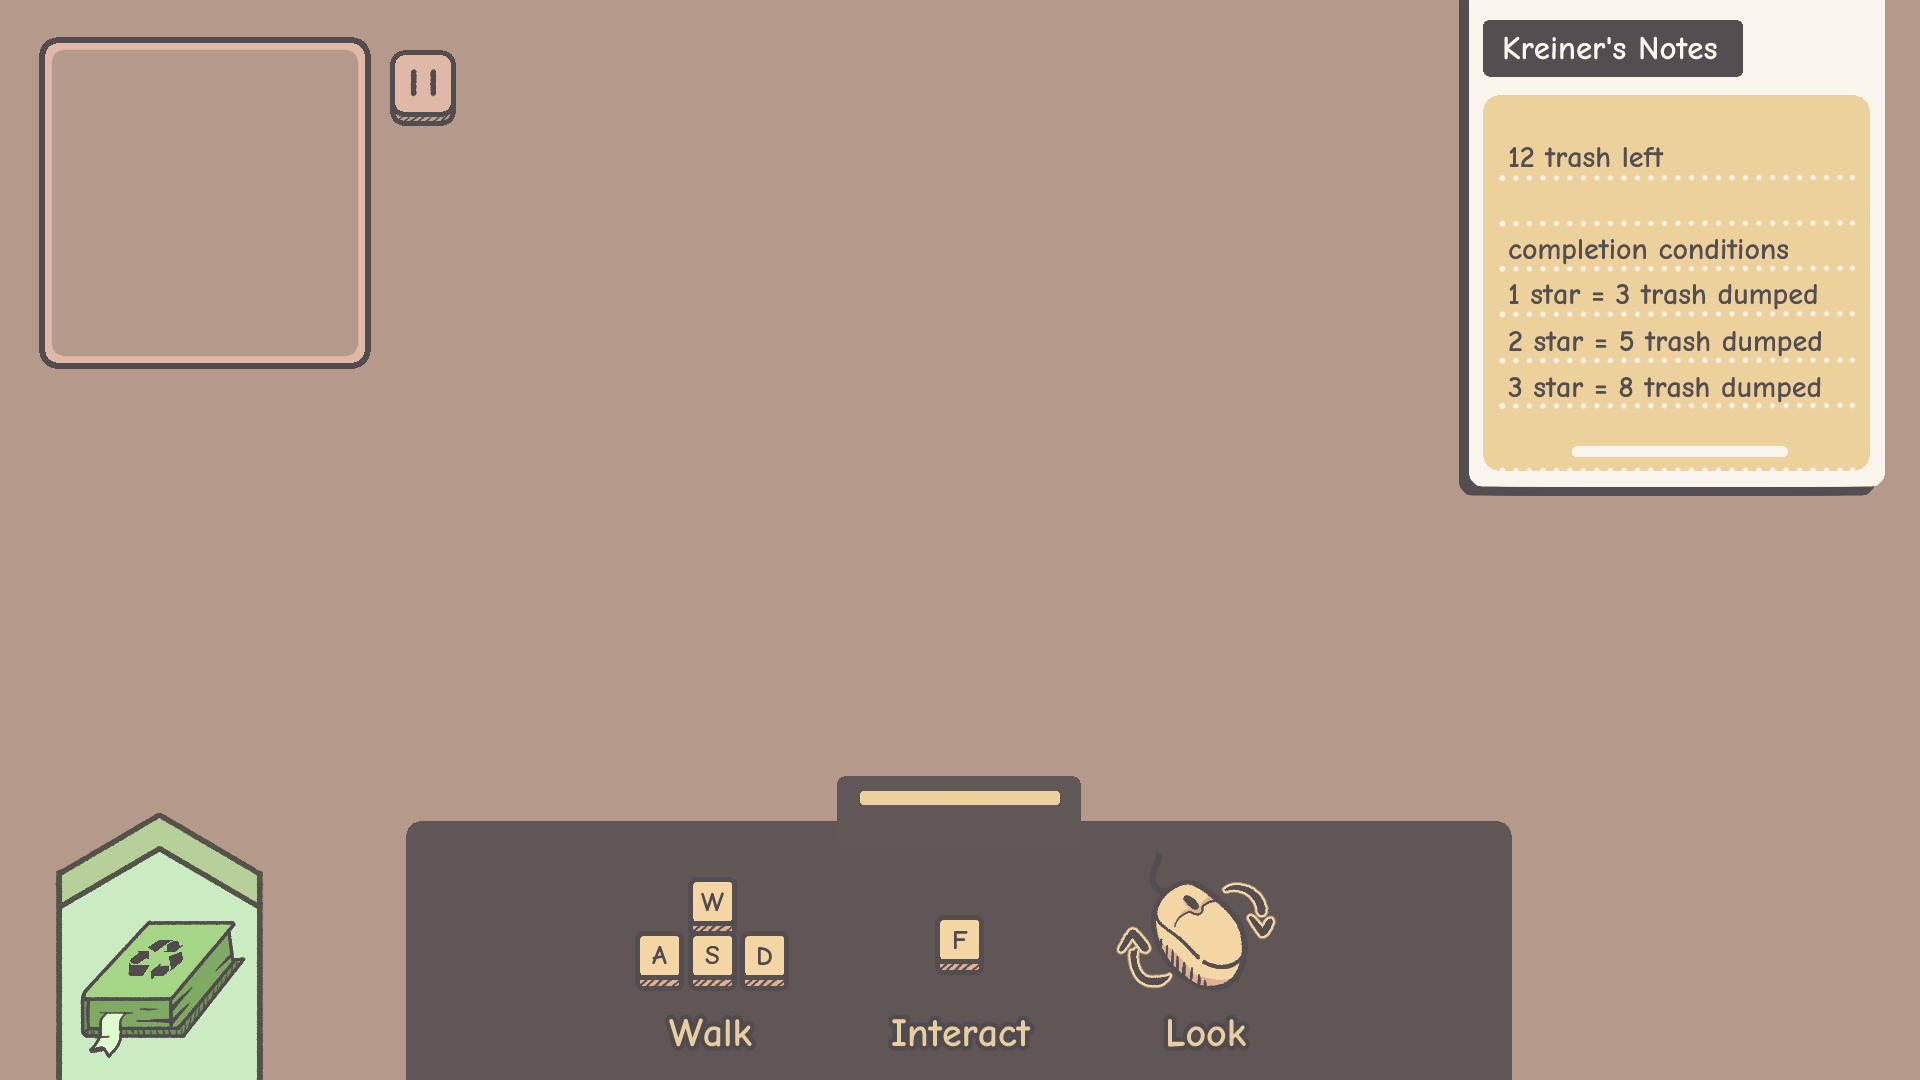 Kreiner's Notes
12 trash left
completion conditions
1 star = 3 trash dumped
2 star = 5 trash dumped
3 star = 8 trash dumped
W
A S D
F
Walk
Interact
Look